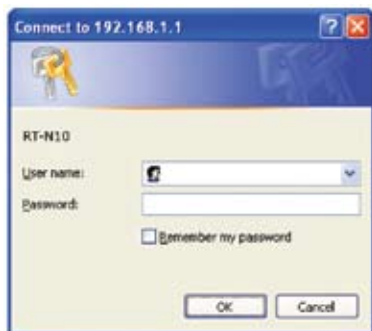 Connect to 192.168.1.1
RT-N10
User name:
Password:
Remember my password
OK Cancel